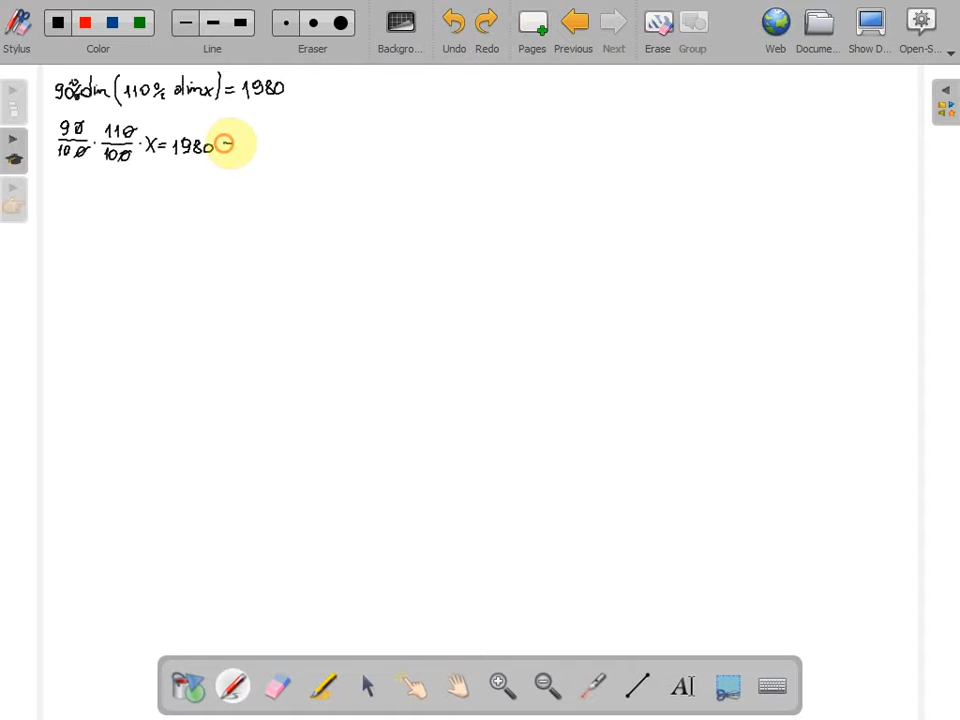 Stylus Color Line Eraser Backgro... Undo Redo Pages Previous Next Erase Group Web Docume... Show D... Open-S...
90% din (110% din x) = 1980
90/100 · 110/100 · x = 1980
AI